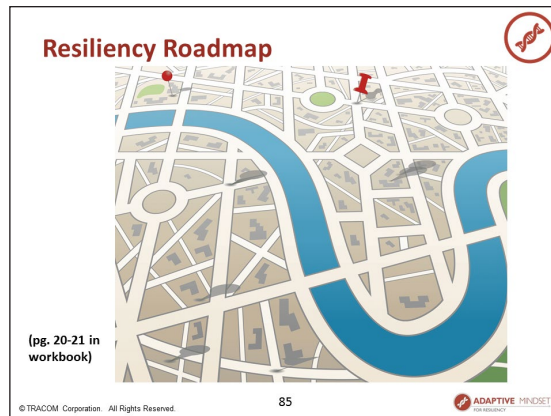 Resiliency Roadmap
(pg. 20-21 in
workbook)
© TRACOM Corporation. All Rights Reserved.
85
ADAPTIVE MINDSET
FOR RESILIENCY